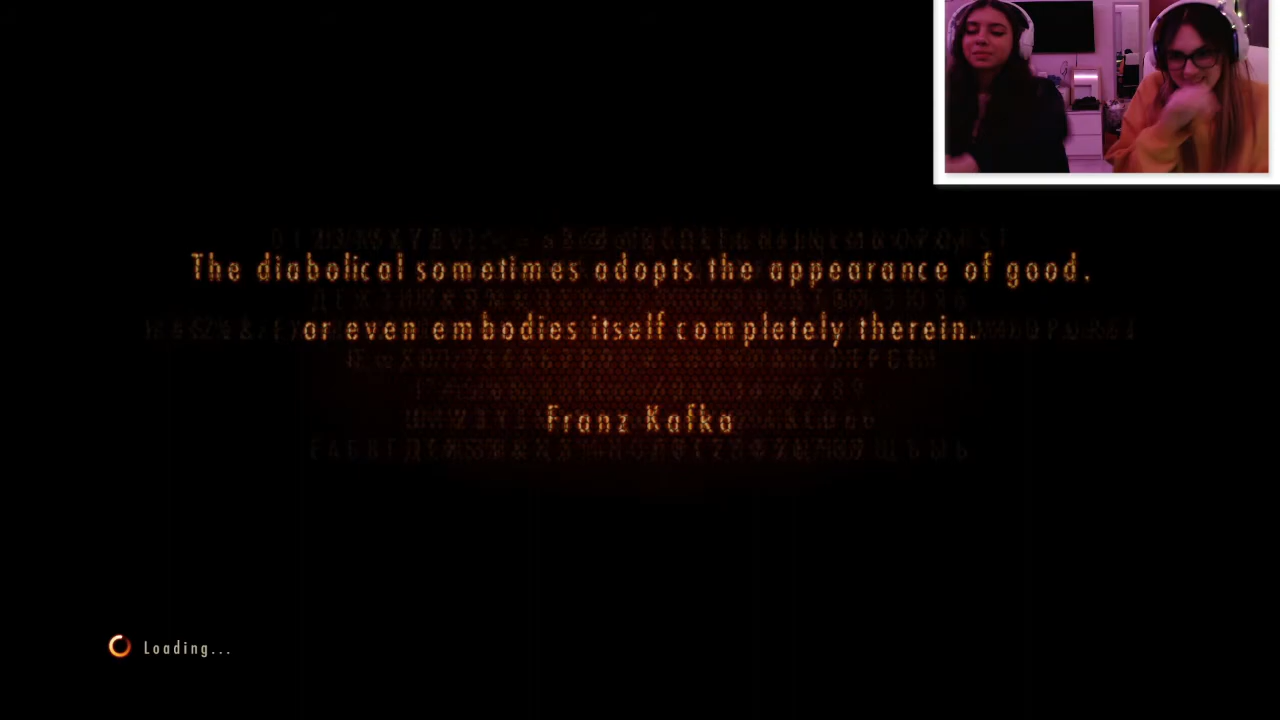 The diabolical sometimes adopts the appearance of good.
or even embodies itself completely therein.
Franz Kafka
Loading...